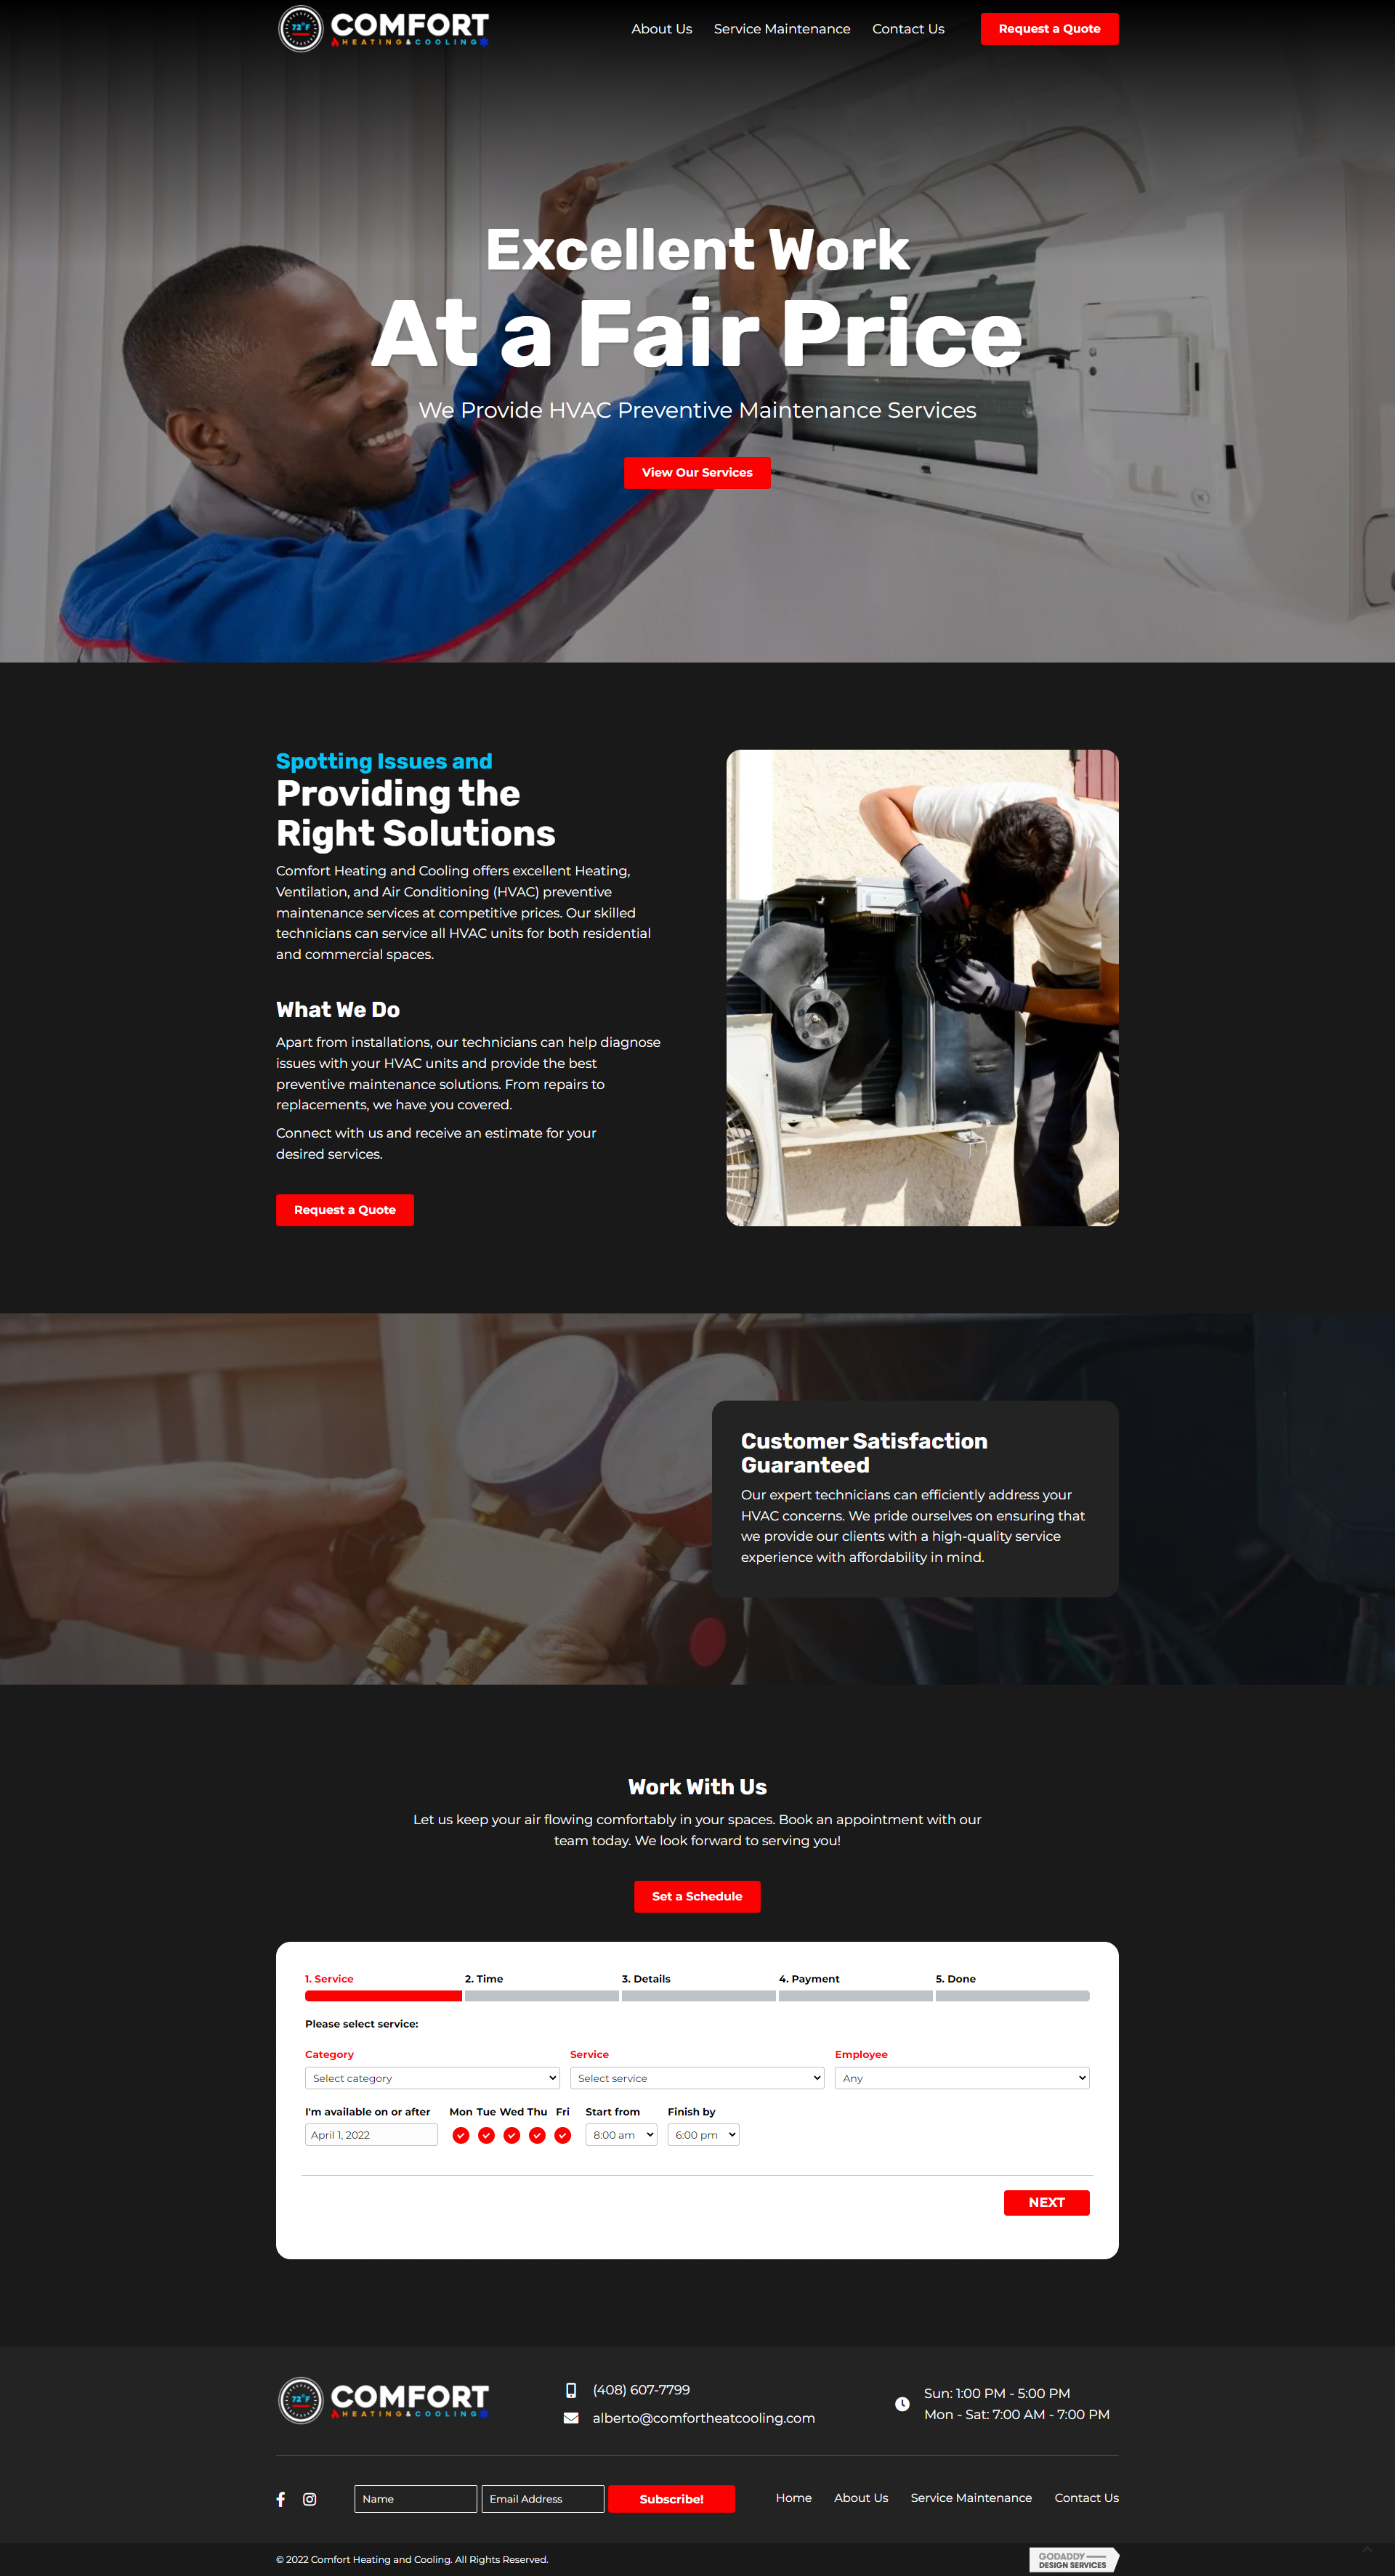 72°F COMFORT
HEATING&COOLING
About Us Service Maintenance Contact Us Request a Quote
Excellent Work
At a Fair Price
We Provide HVAC Preventive Maintenance Services
View Our Services
Spotting Issues and
Providing the
Right Solutions
Comfort Heating and Cooling offers excellent Heating,
Ventilation, and Air Conditioning (HVAC) preventive
maintenance services at competitive prices. Our skilled
technicians can service all HVAC units for both residential
and commercial spaces.
What We Do
Apart from installations, our technicians can help diagnose
issues with your HVAC units and provide the best
preventive maintenance solutions. From repairs to
replacements, we have you covered.
Connect with us and receive an estimate for your
desired services.
Request a Quote
Customer Satisfaction
Guaranteed
Our expert technicians can efficiently address your
HVAC concerns. We pride ourselves on ensuring that
we provide our clients with a high-quality service
experience with affordability in mind.
Work With Us
Let us keep your air flowing comfortably in your spaces. Book an appointment with our
team today. We look forward to serving you!
Set a Schedule
1. Service 2. Time 3. Details 4. Payment 5. Done
Please select service:
Category Service Employee
Select category Select service Any
I'm available on or after Mon Tue Wed Thu Fri Start from Finish by
April 1, 2022 8:00 am 6:00 pm
NEXT
72°F COMFORT
HEATING&COOLING
(408) 607-7799
alberto@comfortheatcooling.com
Sun: 1:00 PM - 5:00 PM
Mon - Sat: 7:00 AM - 7:00 PM
Name Email Address Subscribe! Home About Us Service Maintenance Contact Us
© 2022 Comfort Heating and Cooling. All Rights Reserved.
GODADDY
DESIGN SERVICES